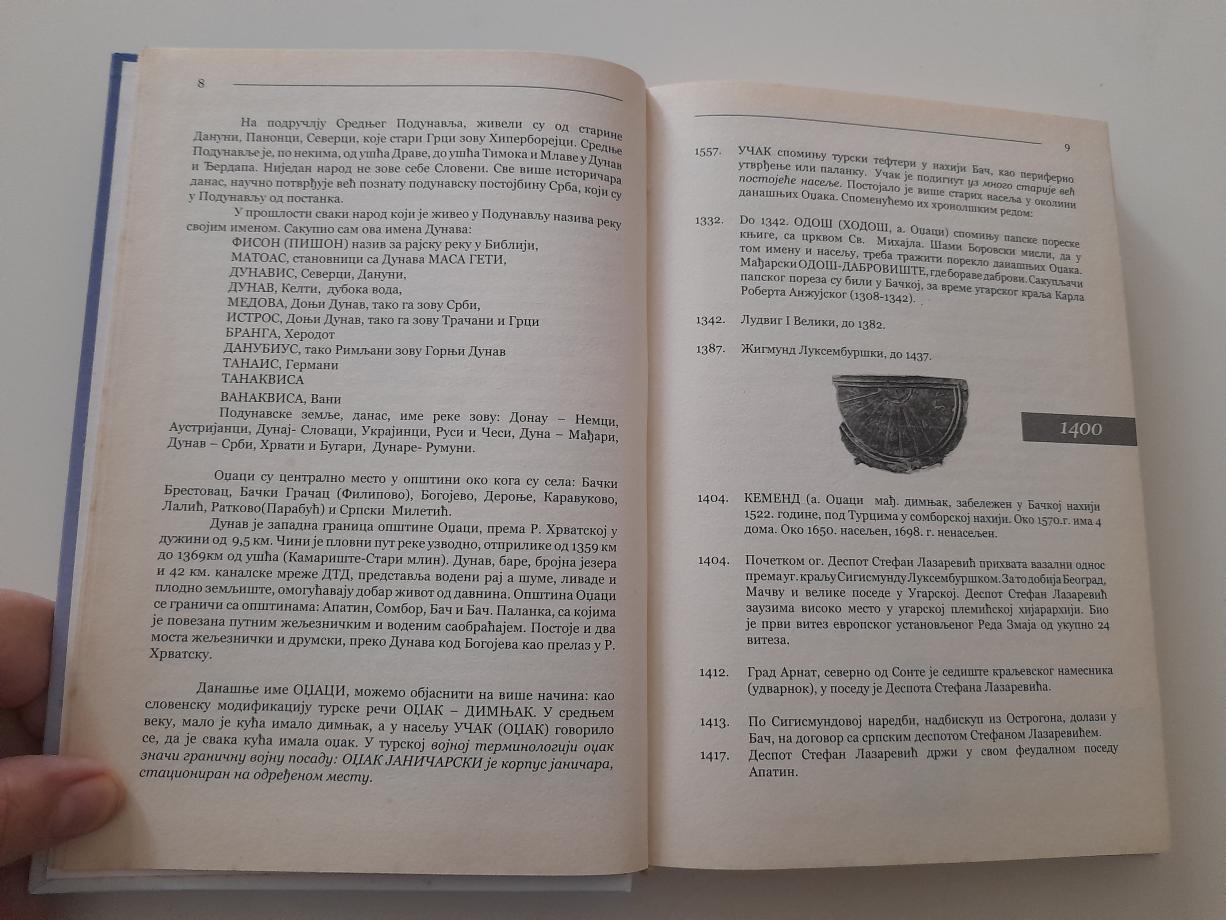 8
На подручлју Средњег Подунавља, живели су од старине
Дануни, Панонци, Северци, које стари Грци зову Хиперборејци. Средње
Подунавље је, по некима, од ушћа Драве, до ушћа Тимока и Млаве у Дунав
и Ђердапа. Ниједан народ не зове себе Словени. Све више историчара
данас, научно потврђује већ познату подунавску постојбину Срба, који су
у Подунављу од постанка.
У прошлости сваки народ који је живео у Подунављу назива реку
својим именом. Сакупио сам ова имена Дунава:
ФИСОН (ПИШОН) назив за рајску реку у Библији,
МАТОАС, становници са Дунава МАСА ГЕТИ,
ДУНАВИС, Северци, Дануни,
ДУНАВ, Келти, дубока вода,
МЕДОВА, Доњи Дунав, тако га зову Срби,
ИСТРОС, Доњи Дунав, тако га зову Трачани и Грци
БРАНГА, Херодот
ДАНУБИУС, тако Римљани зову Горњи Дунав
ТАНАИС, Германи
ТАНАКВИСА
ВАНАКВИСА, Вани
Подунавске земље, данас, име реке зову: Донау – Немци,
Аустријанци, Дунај- Словаци, Украјинци, Руси и Чеси, Дуна – Мађари,
Дунав – Срби, Хрвати и Бугари, Дунаре- Румуни.
Оџаци су централно место у општини око кога су села: Бачки
Брестовац, Бачки Грачац (Филипово), Богојево, Дероње, Каравуково,
Лалић, Ратково(Парабућ) и Српски Милетић.
Дунав је западна граница општине Оџаци, према Р. Хрватској у
дужини од 9,5 км. Чини је пловни пут реке узводно, отприлике од 1359 км
до 1369км од ушћа (Камариште-Стари млин). Дунав, баре, бројна језера
и 42 км. каналске мреже ДТД, представља водени рај а шуме, ливаде и
плодно земљиште, омогућавају добар живот од давнина. Општина Оџаци
се граничи са општинама: Апатин, Сомбор, Бач и Бач. Паланка, са којима
је повезана путним жељезничким и воденим саобраћајем. Постоје и два
моста жељезнички и друмски, преко Дунава код Богојева као прелаз у Р.
Хрватску.
Данашње име ОЏАЦИ, можемо објаснити на више начина: као
словенску модификацију турске речи ОЏАК – ДИМЊАК. У средњем
веку, мало је кућа имало димњак, а у насељу УЧАК (ОЏАК) говорило
се, да је свака кућа имала оџак. У турској војној терминологији оџак
значи граничну војну посаду: ОЏАК ЈАНИЧАРСКИ је корпус јаничара,
стациониран на одређеном месту.
9
1557. УЧАК спомињу турски тефтери у нахији Бач, као периферно
утврђење или паланку. Учак је подигнут уз много старије већ
постојеће насеље. Постојало је више старих насеља у околини
данашњих Оџака. Споменућемо их хронолшким редом:
1332. Do 1342. ОДОШ (ХОДОШ, а. Оџаци) спомињу папске пореске
књиге, са црквом Св. Михајла. Шами Боровски мисли, да у
том имену и насељу, треба тражити порекло данашњих Оџака.
Мађарски ОДОШ-ДАБРОВИШТЕ, где бораве даброви. Сакупљачи
папског пореза су били у Бачкој, за време угарског краља Карла
Роберта Анжујског (1308-1342).
1342. Лудвиг I Велики, до 1382.
1387. Жигмунд Луксембуршки, до 1437.
1400
1404. КЕМЕНД (а. Оџаци мађ. димњак, забележен у Бачкој нахији
1522. године, под Турцима у сомборској нахији. Око 1570.г. има 4
дома. Око 1650. насељен, 1698. г. ненасељен.
1404. Почетком ог. Деспот Стефан Лазаревић прихвата вазални однос
према уг. краљу Сигисмунду Луксембуршком. За то добија Београд,
Мачву и велике поседе у Угарској. Деспот Стефан Лазаревић
заузима високо место у угарској племићској хијарархији. Био
је први витез европског установљеног Реда Змаја од укупно 24
витеза.
1412. Град Арнат, северно од Сонте је седиште краљевског намесника
(удварнок), у поседу је Деспота Стефана Лазаревића.
1413. По Сигисмундовој наредби, надбискуп из Острогона, долази у
Бач, на договор са српским деспотом Стефаном Лазаревићем.
1417. Деспот Стефан Лазаревић држи у свом феудалном поседу
Апатин.